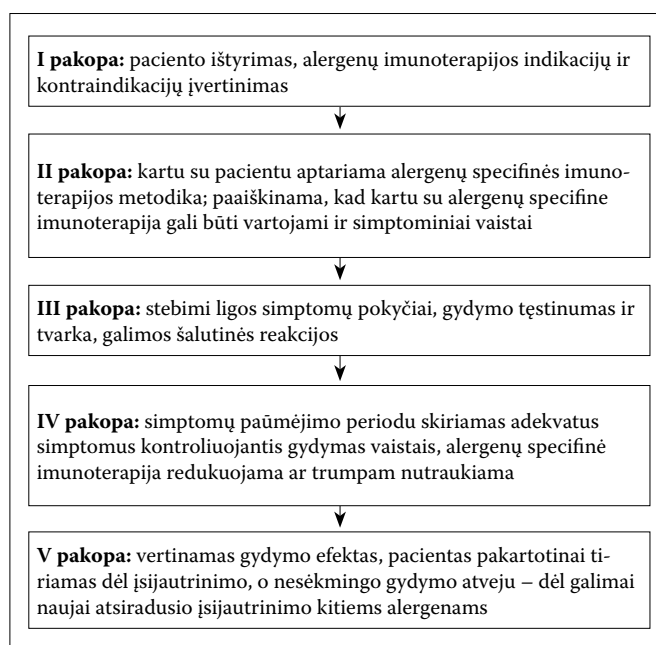 I pakopa: paciento ištyrimas, alergenų imunoterapijos indikacijų ir
kontraindikacijų įvertinimas
II pakopa: kartu su pacientu aptariama alergenų specifinės imuno-
terapijos metodika; paaiškinama, kad kartu su alergenų specifine
imunoterapija gali būti vartojami ir simptominiai vaistai
III pakopa: stebimi ligos simptomų pokyčiai, gydymo tęstinumas ir
tvarka, galimos šalutinės reakcijos
IV pakopa: simptomų paūmėjimo periodu skiriamas adekvatus
simptomus kontroliuojantis gydymas vaistais, alergenų specifinė
imunoterapija redukuojama ar trumpam nutraukiama
V pakopa: vertinamas gydymo efektas, pacientas pakartotinai ti-
riamas dėl įsijautrinimo, o nesėkmingo gydymo atveju – dėl galimai
naujai atsiradusio įsijautrinimo kitiems alergenams